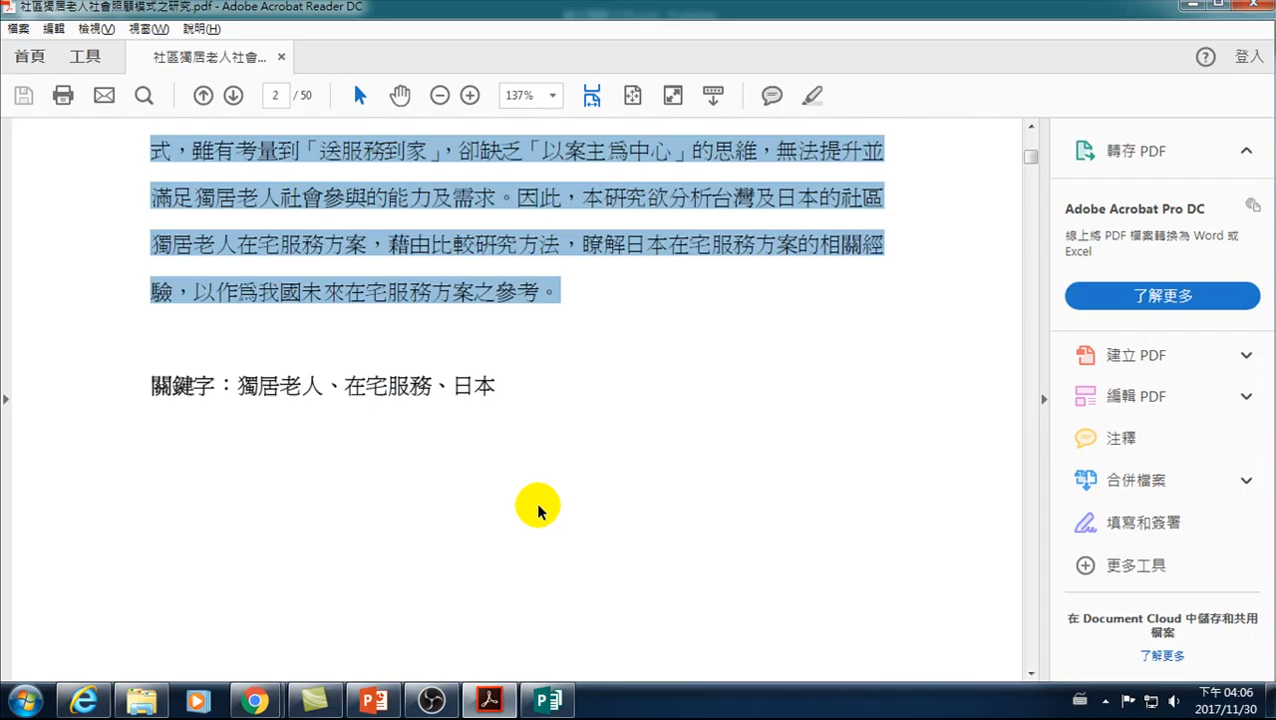 社區獨居老人社會照顧模式之研究.pdf - Adobe Acrobat Reader DC
檔案 編輯 檢視(V) 視窗(W) 說明(H)
首頁 工具 社區獨居老人社會... × ? 登入
2 / 50 137%
式，雖有考量到「送服務到家」，卻缺乏「以案主為中心」的思維，無法提升並
滿足獨居老人社會參與的能力及需求。因此，本研究欲分析台灣及日本的社區
獨居老人在宅服務方案，藉由比較研究方法，瞭解日本在宅服務方案的相關經
驗，以作為我國未來在宅服務方案之參考。
關鍵字：獨居老人、在宅服務、日本
轉存 PDF
Adobe Acrobat Pro DC
線上將 PDF 檔案轉換為 Word 或
Excel
了解更多
建立 PDF
編輯 PDF
注釋
合併檔案
填寫和簽署
更多工具
在 Document Cloud 中儲存和共用
檔案
了解更多
下午 04:06
2017/11/30